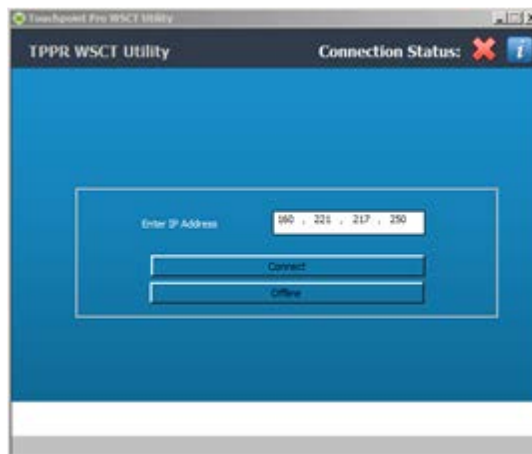 Touchpoint Pro WSCT Utility
TPPR WSCT Utility
Connection Status:
i
Enter IP Address
160 . 221 . 217 . 250
Connect
Offline